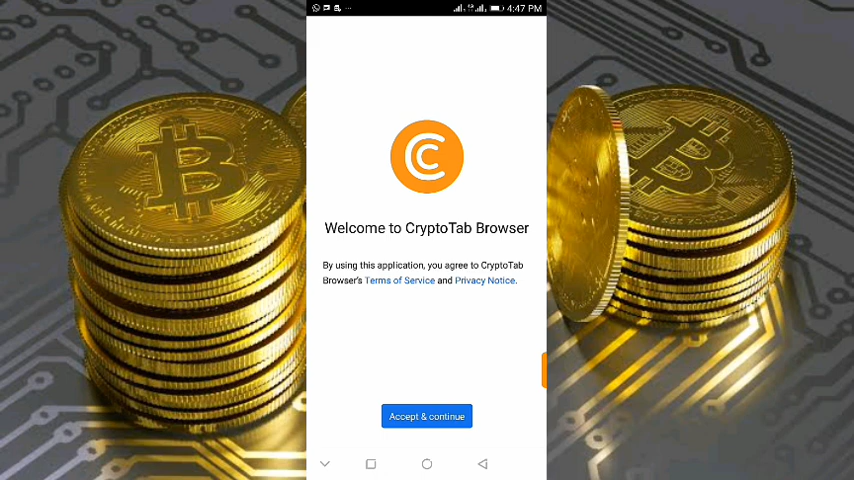 4:47 PM
Welcome to CryptoTab Browser
By using this application, you agree to CryptoTab
Browser's Terms of Service and Privacy Notice.
Accept & continue